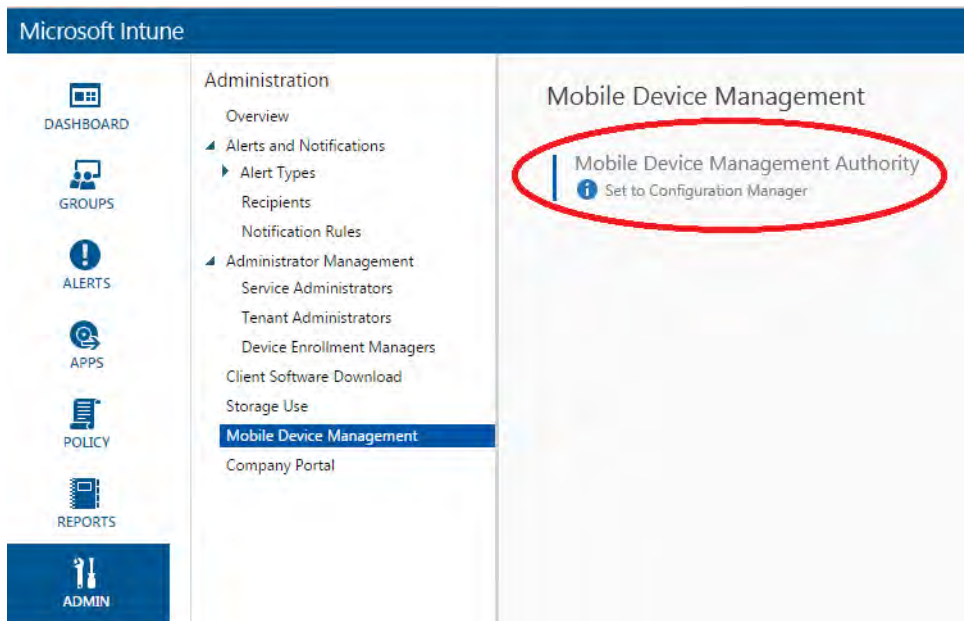 Microsoft Intune
DASHBOARD
GROUPS
ALERTS
APPS
POLICY
REPORTS
ADMIN
Administration
Overview
Alerts and Notifications
Alert Types
Recipients
Notification Rules
Administrator Management
Service Administrators
Tenant Administrators
Device Enrollment Managers
Client Software Download
Storage Use
Mobile Device Management
Company Portal
Mobile Device Management
Mobile Device Management Authority
Set to Configuration Manager